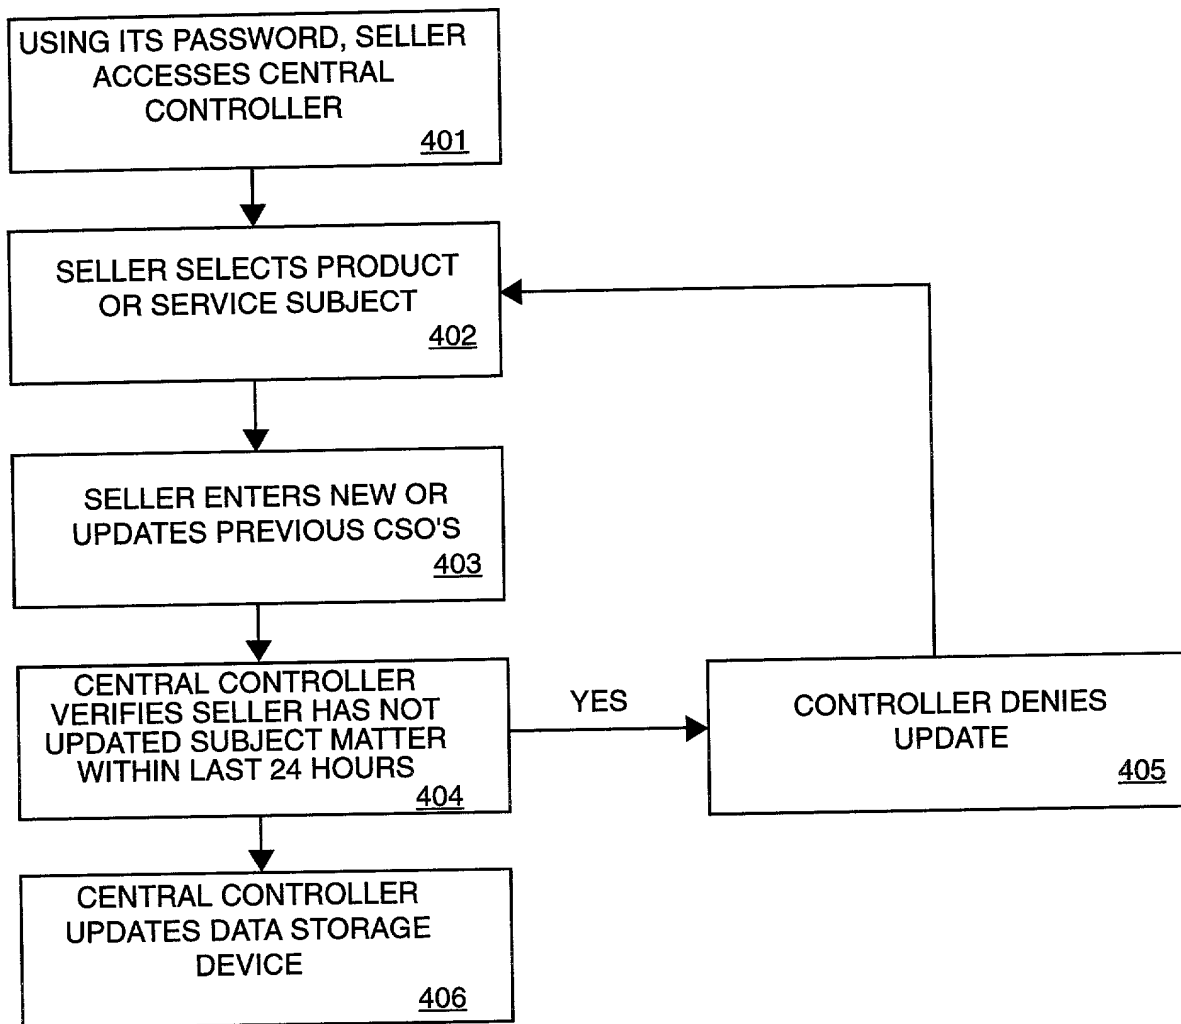 USING ITS PASSWORD, SELLER
ACCESSES CENTRAL
CONTROLLER
401
SELLER SELECTS PRODUCT
OR SERVICE SUBJECT
402
SELLER ENTERS NEW OR
UPDATES PREVIOUS CSO'S
403
CENTRAL CONTROLLER
VERIFIES SELLER HAS NOT
UPDATED SUBJECT MATTER
WITHIN LAST 24 HOURS
404
YES
CONTROLLER DENIES
UPDATE
405
CENTRAL CONTROLLER
UPDATES DATA STORAGE
DEVICE
406